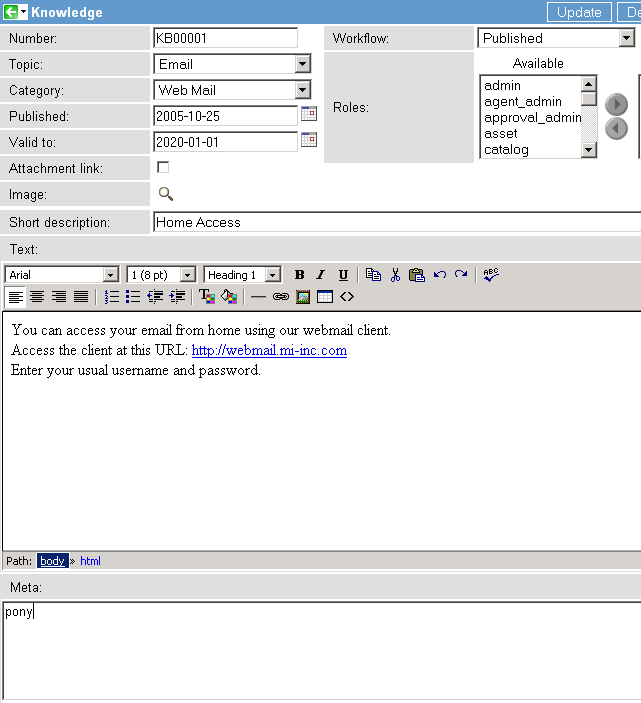 Knowledge
Update
De
Number: KB00001
Workflow: Published
Topic: Email
Available
Category: Web Mail
Roles:
admin
agent_admin
approval_admin
asset
catalog
Published: 2005-10-25
Valid to: 2020-01-01
Attachment link:
Image:
Short description: Home Access
Text:
Arial 1 (8 pt) Heading 1 B I U ABC
You can access your email from home using our webmail client.
Access the client at this URL: http://webmail.mi-inc.com
Enter your usual username and password.
Path: body » html
Meta:
pony